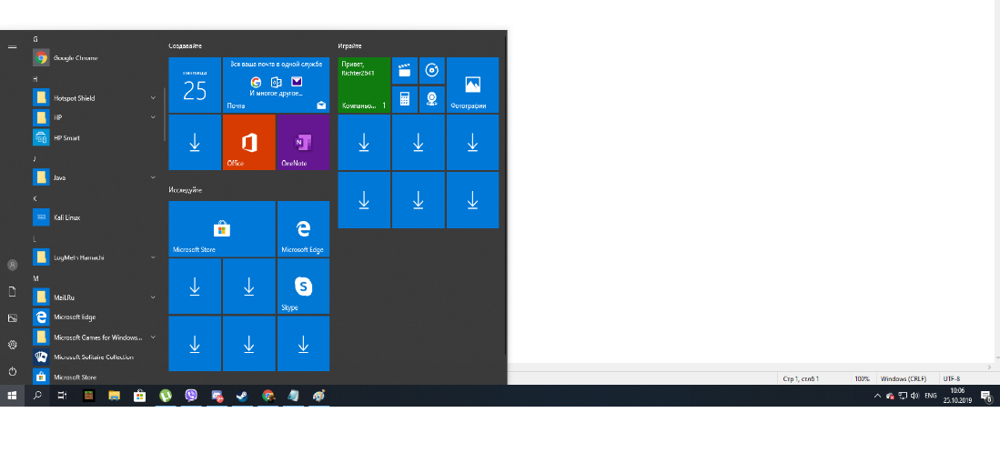 G
Google Chrome
H
Hotspot Shield
HP
HP Smart
J
Java
K
Kali Linux
L
LogMeIn Hamachi
M
Mail.Ru
Microsoft Edge
Microsoft Games for Windows...
Microsoft Solitaire Collection
Microsoft Store
Создавайте
пятница
25
Вся ваша почта в одной службе
И многое другое...
Почта
Office
OneNote
Исследуйте
Microsoft Store
Microsoft Edge
Skype
Играйте
Привет,
Richter2641
Компаньо... 1
Фотографии
Стр 1, стлб 1
100%
Windows (CRLF)
UTF-8
ENG
10:06
25.10.2019